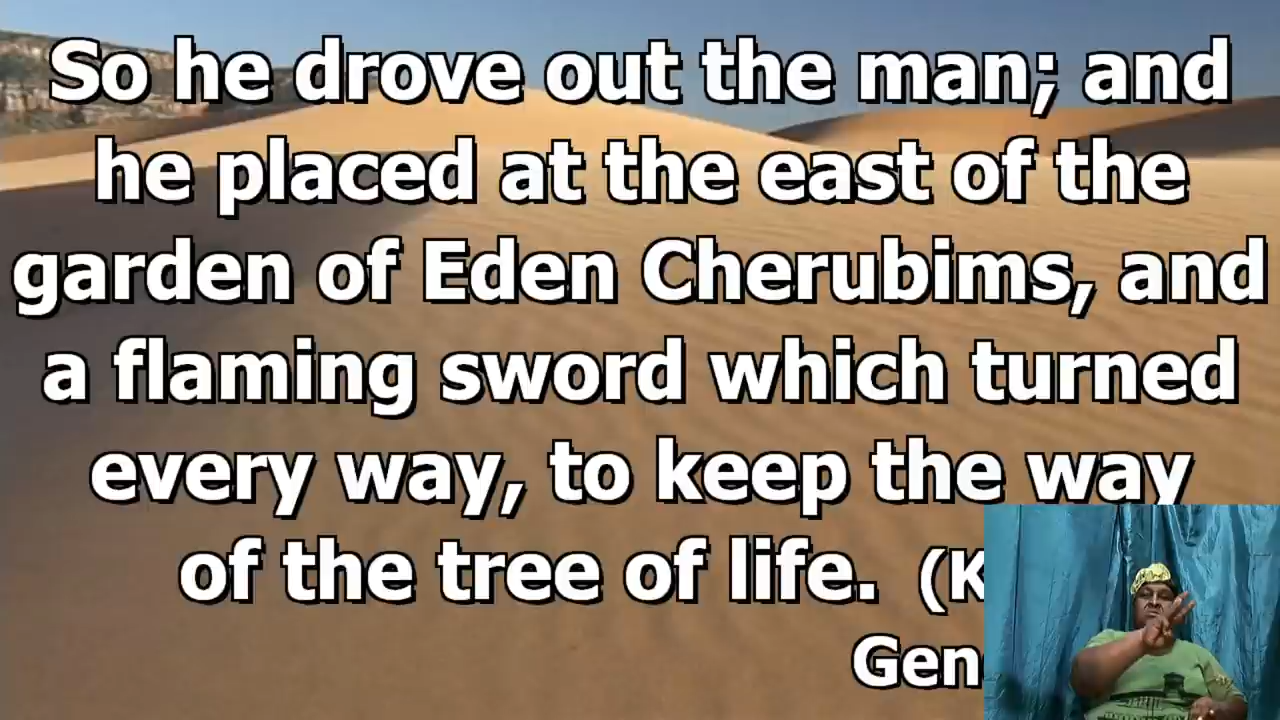 So he drove out the man; and
he placed at the east of the
garden of Eden Cherubims, and
a flaming sword which turned
every way, to keep the way
of the tree of life. (K
Gen